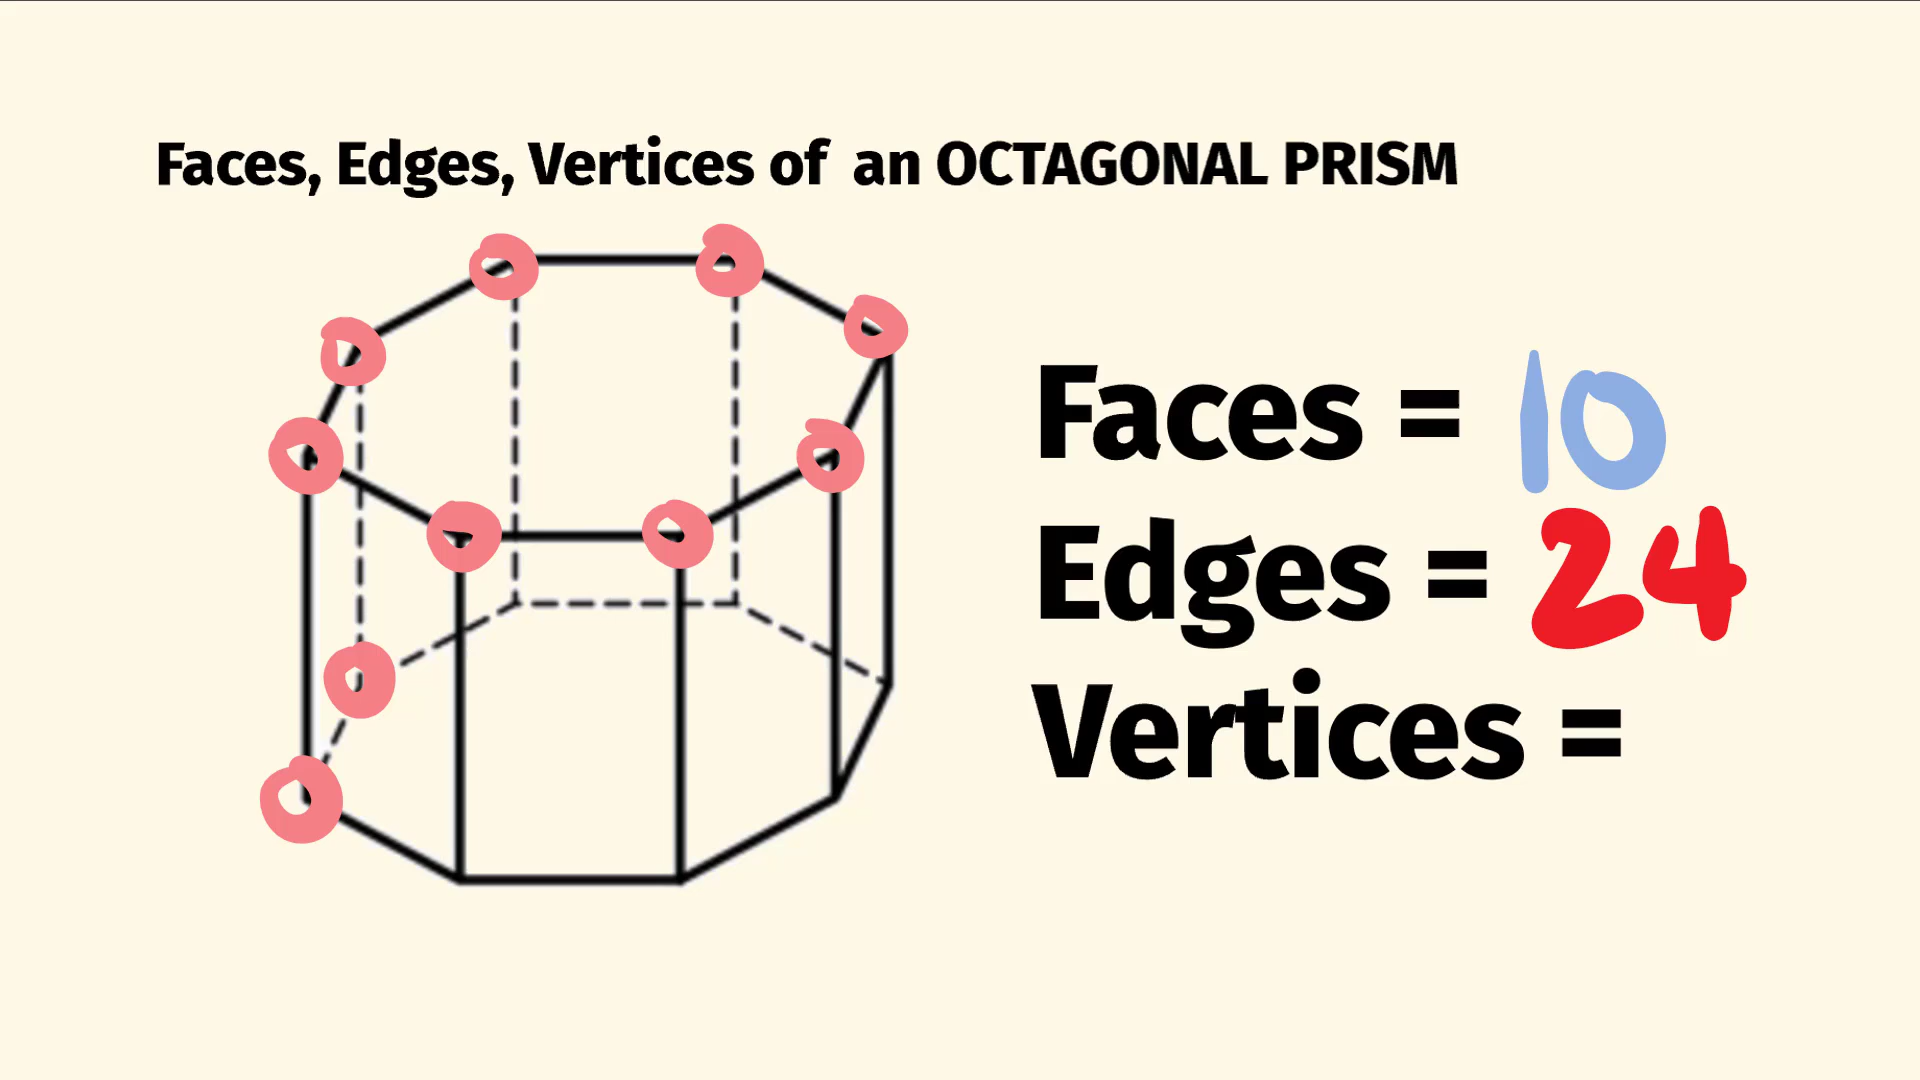 Faces, Edges, Vertices of an OCTAGONAL PRISM
Faces = 10
Edges = 24
Vertices =